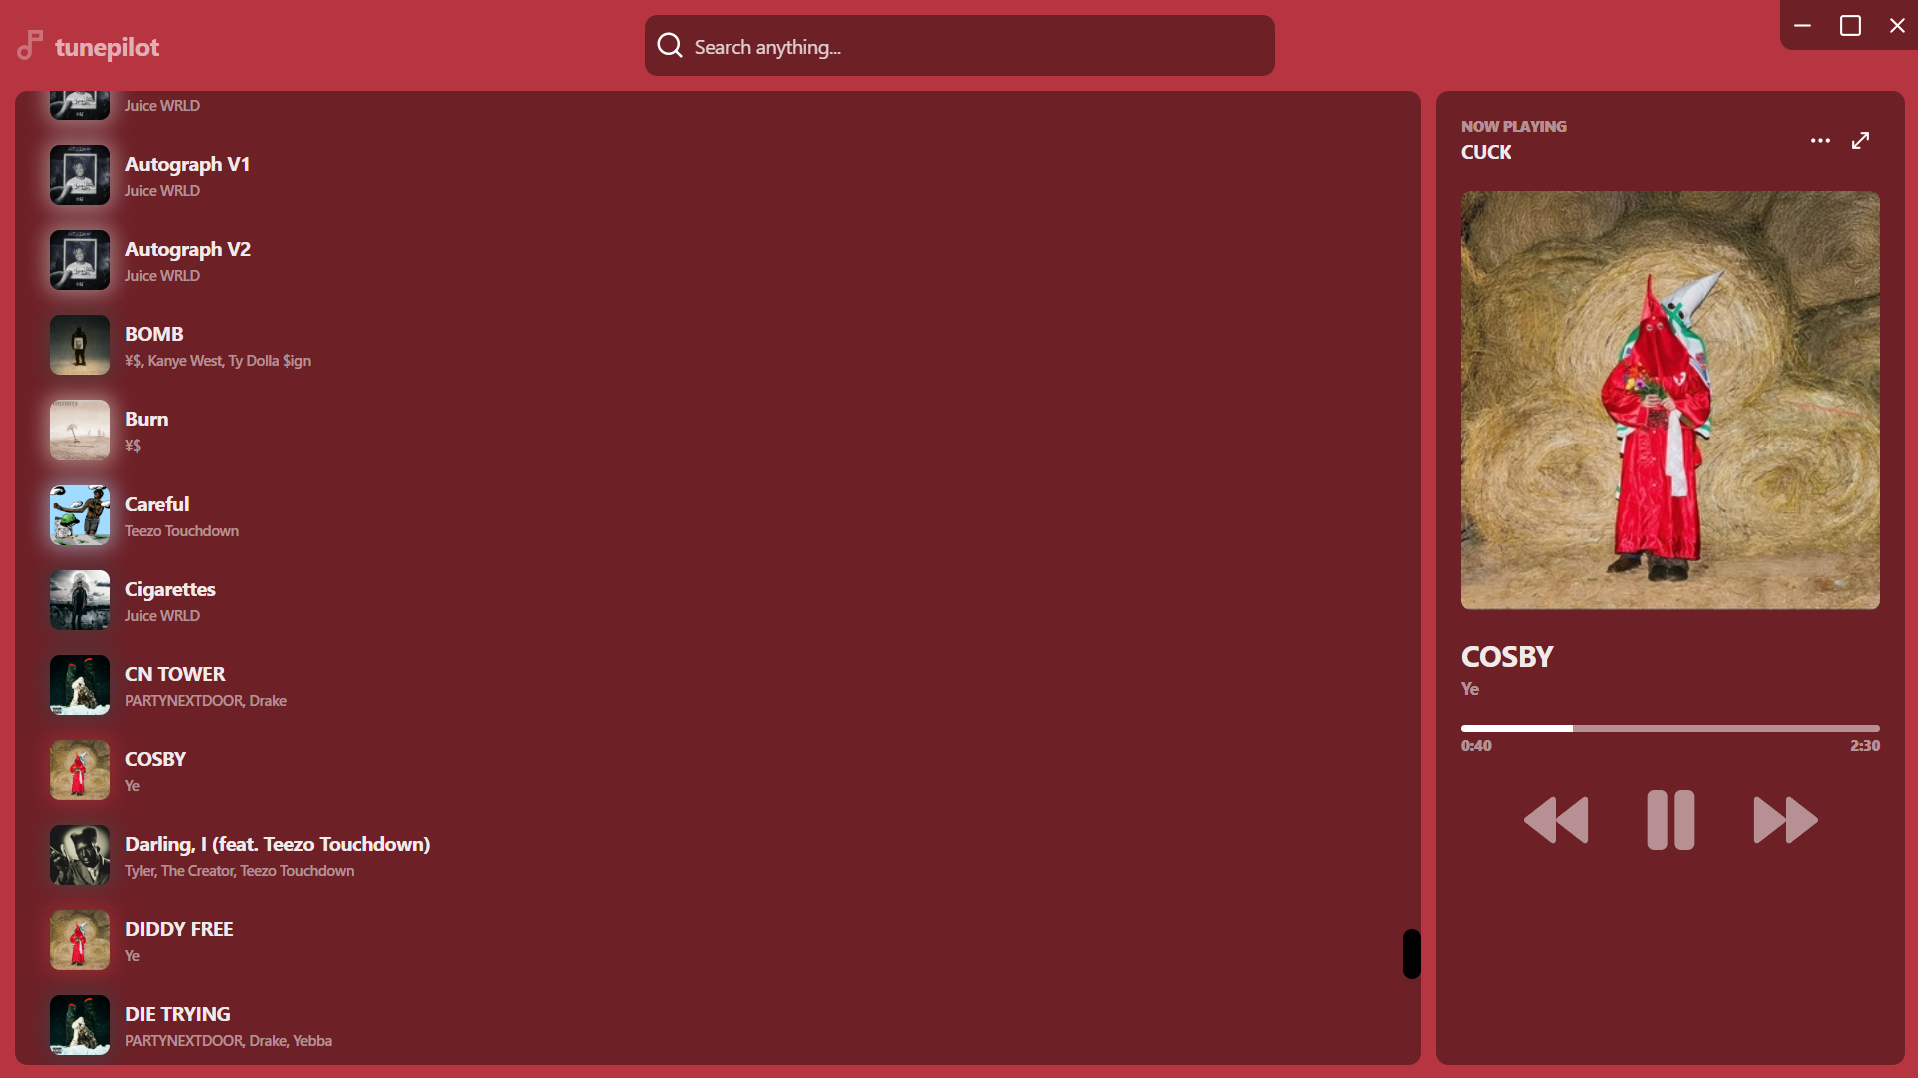 tunepilot
Search anything...
Juice WRLD
Autograph V1
Juice WRLD
Autograph V2
Juice WRLD
BOMB
¥$, Kanye West, Ty Dolla $ign
Burn
¥$
Careful
Teezo Touchdown
Cigarettes
Juice WRLD
CN TOWER
PARTYNEXTDOOR, Drake
COSBY
Ye
Darling, I (feat. Teezo Touchdown)
Tyler, The Creator, Teezo Touchdown
DIDDY FREE
Ye
DIE TRYING
PARTYNEXTDOOR, Drake, Yebba
NOW PLAYING
CUCK
COSBY
Ye
0:40
2:30